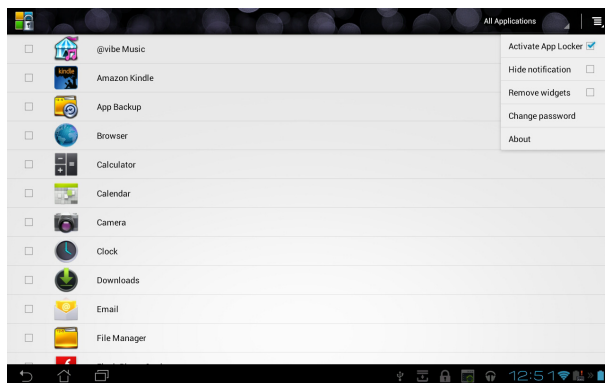 All Applications
Activate App Locker
Hide notification
Remove widgets
Change password
About
@vibe Music
kindle
Amazon Kindle
App Backup
Browser
Calculator
Calendar
Camera
Clock
Downloads
Email
File Manager
12:51